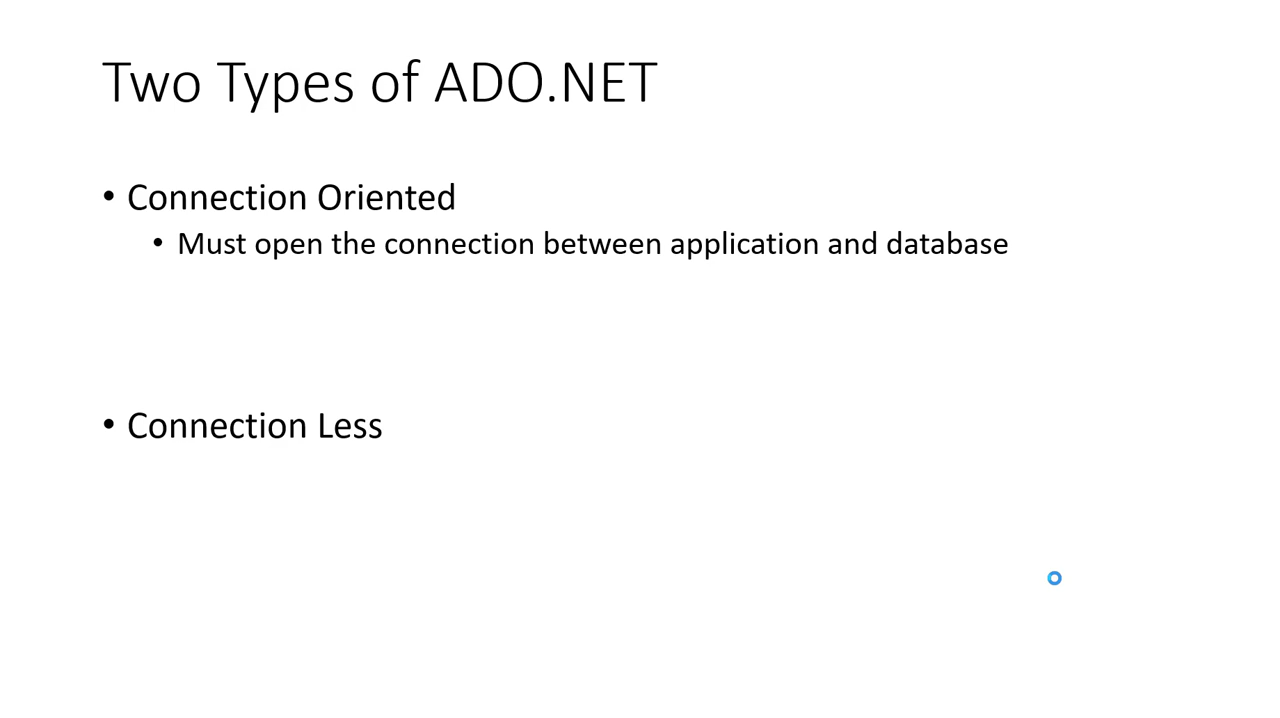 Two Types of ADO.NET
• Connection Oriented
• Must open the connection between application and database
• Connection Less